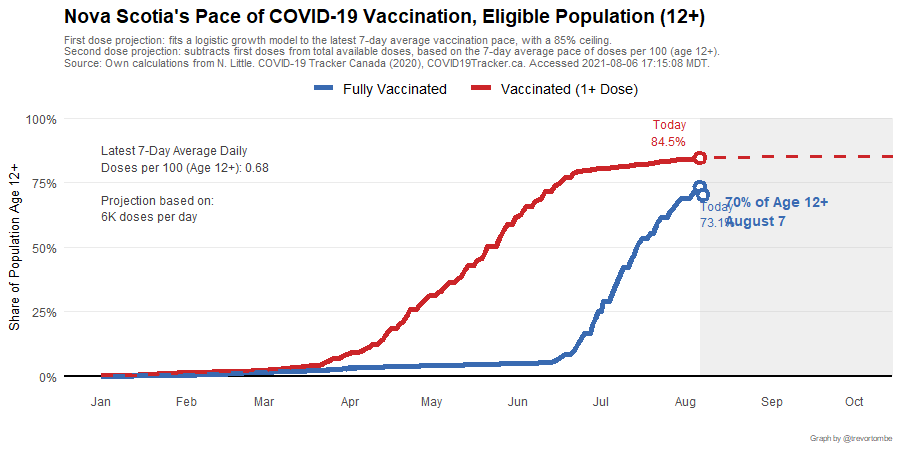 Nova Scotia's Pace of COVID-19 Vaccination, Eligible Population (12+)
First dose projection: fits a logistic growth model to the latest 7-day average vaccination pace, with a 85% ceiling.
Second dose projection: subtracts first doses from total available doses, based on the 7-day average pace of doses per 100 (age 12+).
Source: Own calculations from N. Little. COVID-19 Tracker Canada (2020), COVID19Tracker.ca. Accessed 2021-08-06 17:15:08 MDT.
Fully Vaccinated
Vaccinated (1+ Dose)
Share of Population Age 12+
100%
75%
50%
25%
0%
Latest 7-Day Average Daily
Doses per 100 (Age 12+): 0.68
Projection based on:
6K doses per day
Today
84.5%
Today
73.1%
70% of Age 12+
August 7
Jan
Feb
Mar
Apr
May
Jun
Jul
Aug
Sep
Oct
Graph by @trevortombe